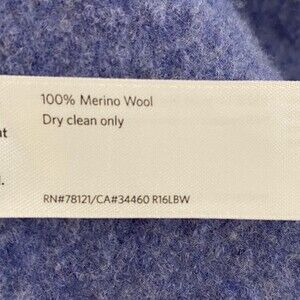 100% Merino Wool
Dry clean only
RN#78121/CA#34460 R16LBW